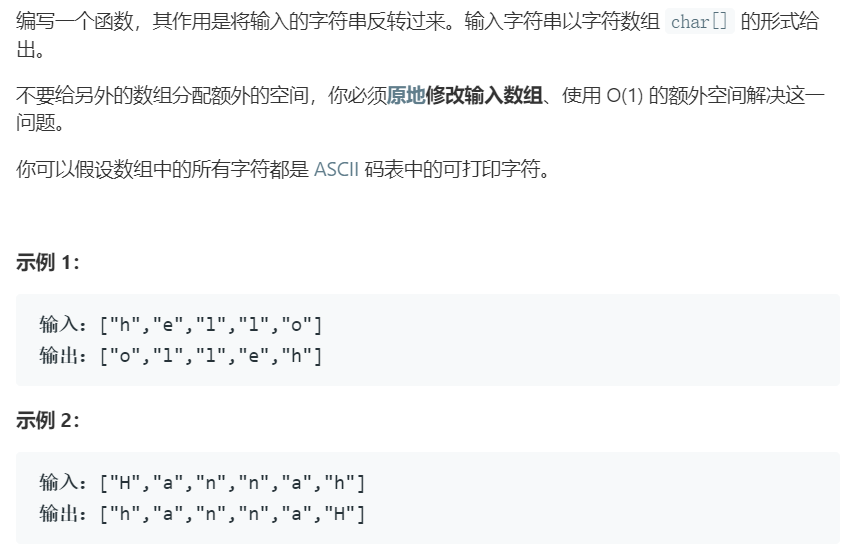 编写一个函数，其作用是将输入的字符串反转过来。输入字符串以字符数组 char[] 的形式给
出。
不要给另外的数组分配额外的空间，你必须原地修改输入数组、使用 O(1) 的额外空间解决这一
问题。
你可以假设数组中的所有字符都是 ASCII 码表中的可打印字符。
示例 1：
输入：["h","e","l","l","o"]
输出：["o","l","l","e","h"]
示例 2：
输入：["H","a","n","n","a","h"]
输出：["h","a","n","n","a","H"]